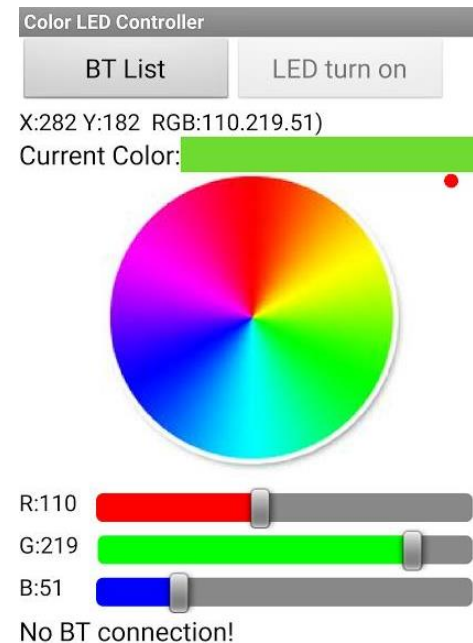 Color LED Controller
BT List LED turn on
X:282 Y:182 RGB:110.219.51)
Current Color:
R:110
G:219
B:51
No BT connection!